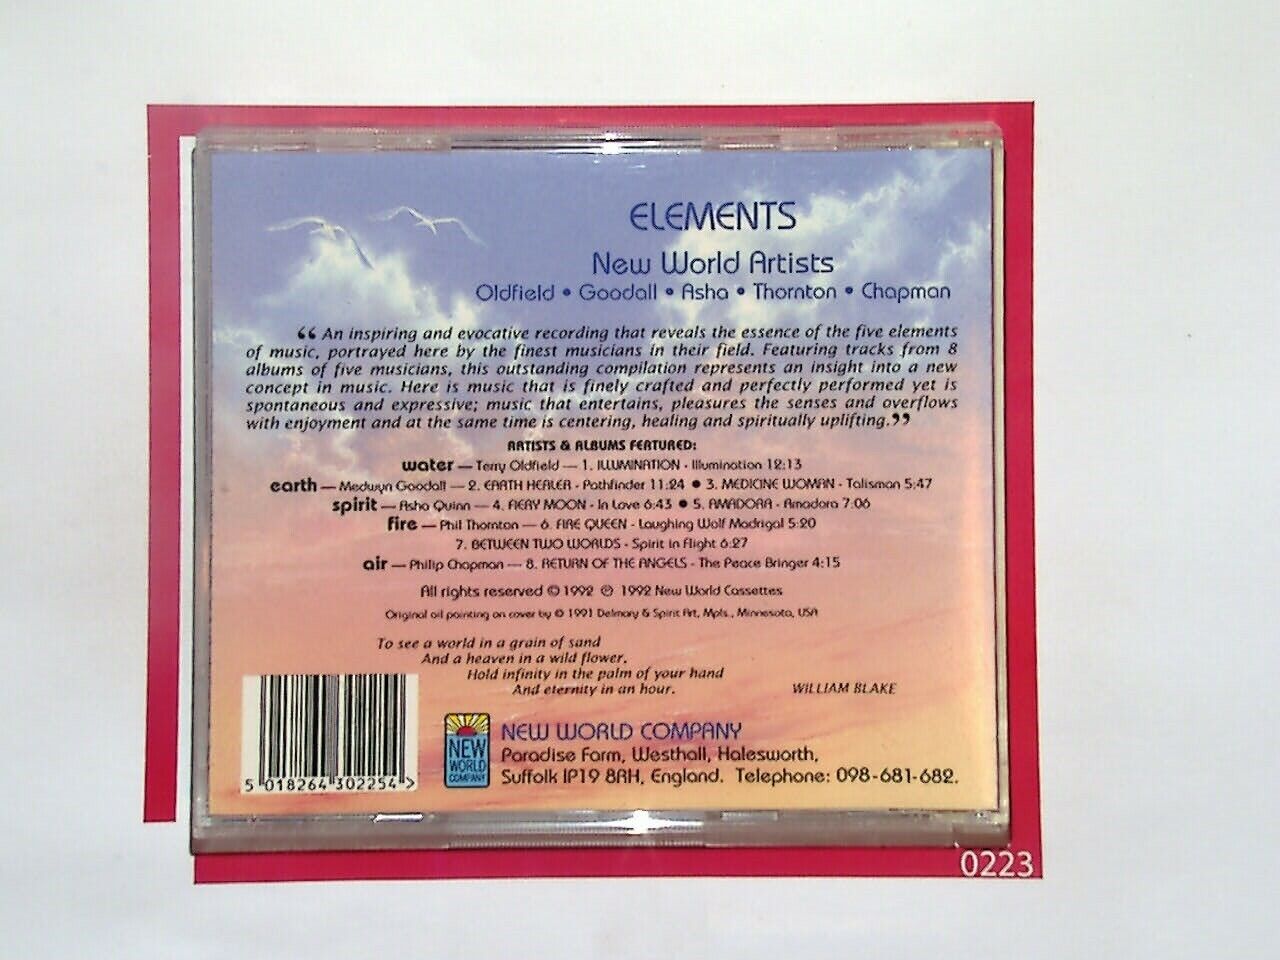 ELEMENTS
New World Artists
Oldfield • Goodall • Asha • Thornton • Chapman
“ An inspiring and evocative recording that reveals the essence of the five elements
of music, portrayed here by the finest musicians in their field. Featuring tracks from 8
albums of five musicians, this outstanding compilation represents an insight into a new
concept in music. Here is music that is finely crafted and perfectly performed yet is
spontaneous and expressive; music that entertains, pleasures the senses and overflows
with enjoyment and at the same time is centering, healing and spiritually uplifting.”
ARTISTS & ALBUMS FEATURED:
water — Terry Oldfield — 1. ILLUMINATION - Illumination 12:13
earth — Medwyn Goodall — 2. EARTH HEALER - Pathfinder 11:24 ● 3. MEDICINE WOMAN - Talisman 5:47
spirit — Asha Quinn — 4. FIERY MOON - In Love 6:43 ● 5. AMADORA - Amadora 7:06
fire — Phil Thornton — 6. FIRE QUEEN - Laughing Wolf Madrigal 5:20
7. BETWEEN TWO WORLDS - Spirit in Flight 6:27
air — Philip Chapman — 8. RETURN OF THE ANGELS - The Peace Bringer 4:15
All rights reserved © 1992 ℗ 1992 New World Cassettes
Original oil painting on cover by © 1991 Delmary & Spirit Art, Mpls., Minnesota, USA
To see a world in a grain of sand
And a heaven in a wild flower,
Hold infinity in the palm of your hand
And eternity in an hour.
WILLIAM BLAKE
NEW WORLD COMPANY
NEW WORLD COMPANY
Paradise Farm, Westhall, Halesworth,
Suffolk IP19 8RH, England. Telephone: 098-681-682.
5 018264 302254 >
0223